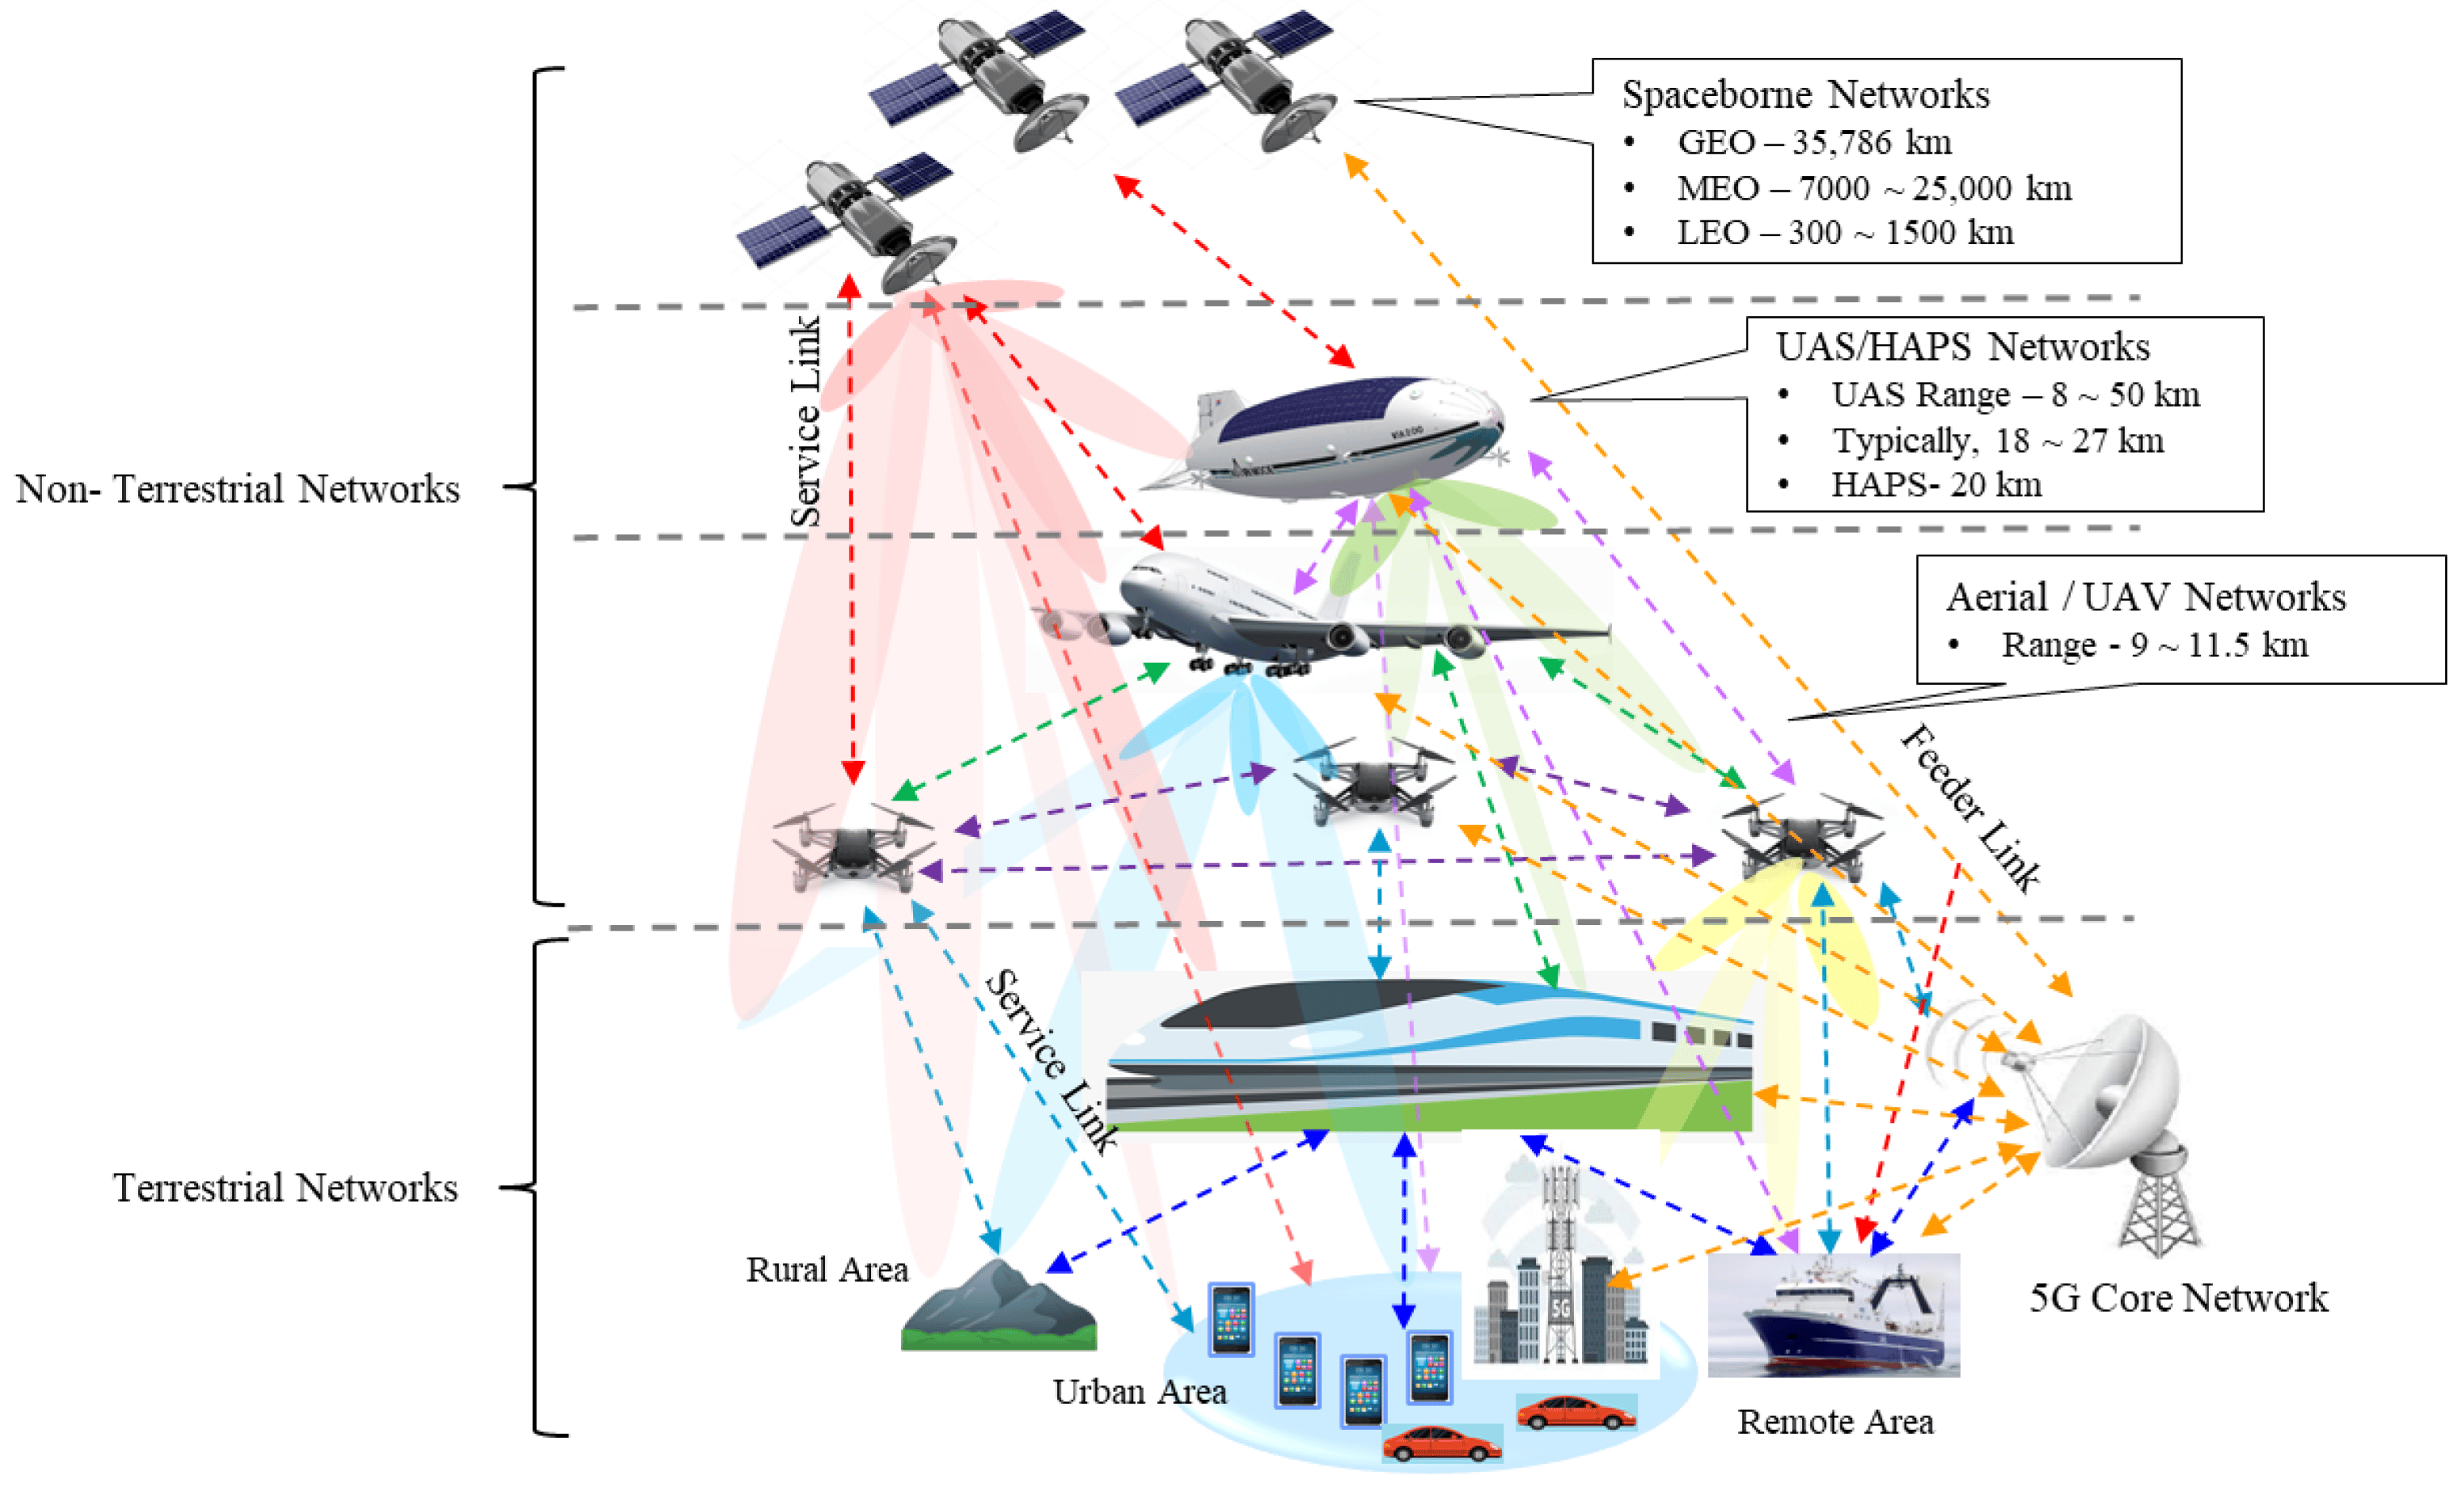 Spaceborne Networks
• GEO – 35,786 km
• MEO – 7000 ~ 25,000 km
• LEO – 300 ~ 1500 km
Service Link
UAS/HAPS Networks
• UAS Range – 8 ~ 50 km
• Typically, 18 ~ 27 km
• HAPS- 20 km
Non- Terrestrial Networks
Aerial / UAV Networks
• Range - 9 ~ 11.5 km
Feeder Link
Service Link
Terrestrial Networks
Rural Area
5G
5G Core Network
Urban Area
Remote Area